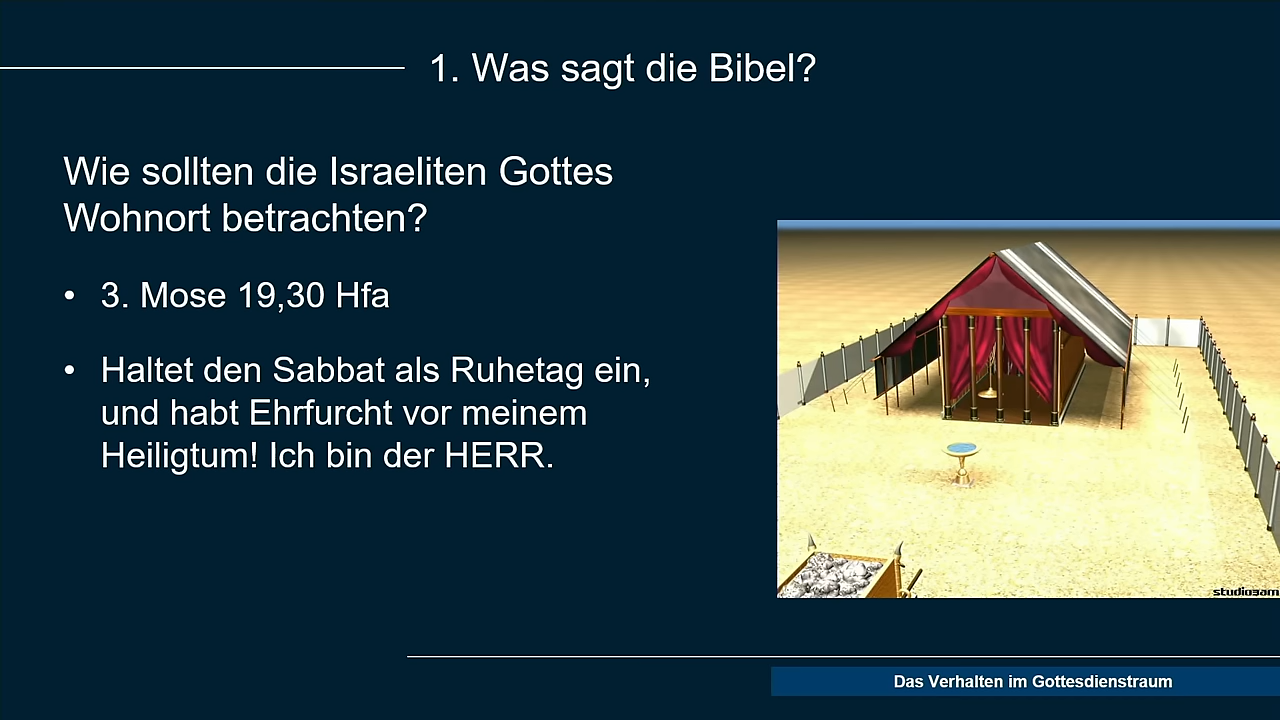 1. Was sagt die Bibel?
Wie sollten die Israeliten Gottes
Wohnort betrachten?
• 3. Mose 19,30 Hfa
• Haltet den Sabbat als Ruhetag ein,
und habt Ehrfurcht vor meinem
Heiligtum! Ich bin der HERR.
Das Verhalten im Gottesdienstraum